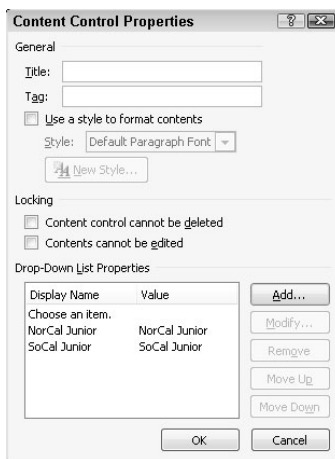 Content Control Properties
General
Title:
Tag:
Use a style to format contents
Style: Default Paragraph Font
New Style...
Locking
Content control cannot be deleted
Contents cannot be edited
Drop-Down List Properties
Display Name Value
Choose an item.
NorCal Junior NorCal Junior
SoCal Junior SoCal Junior
Add...
Modify...
Remove
Move Up
Move Down
OK Cancel